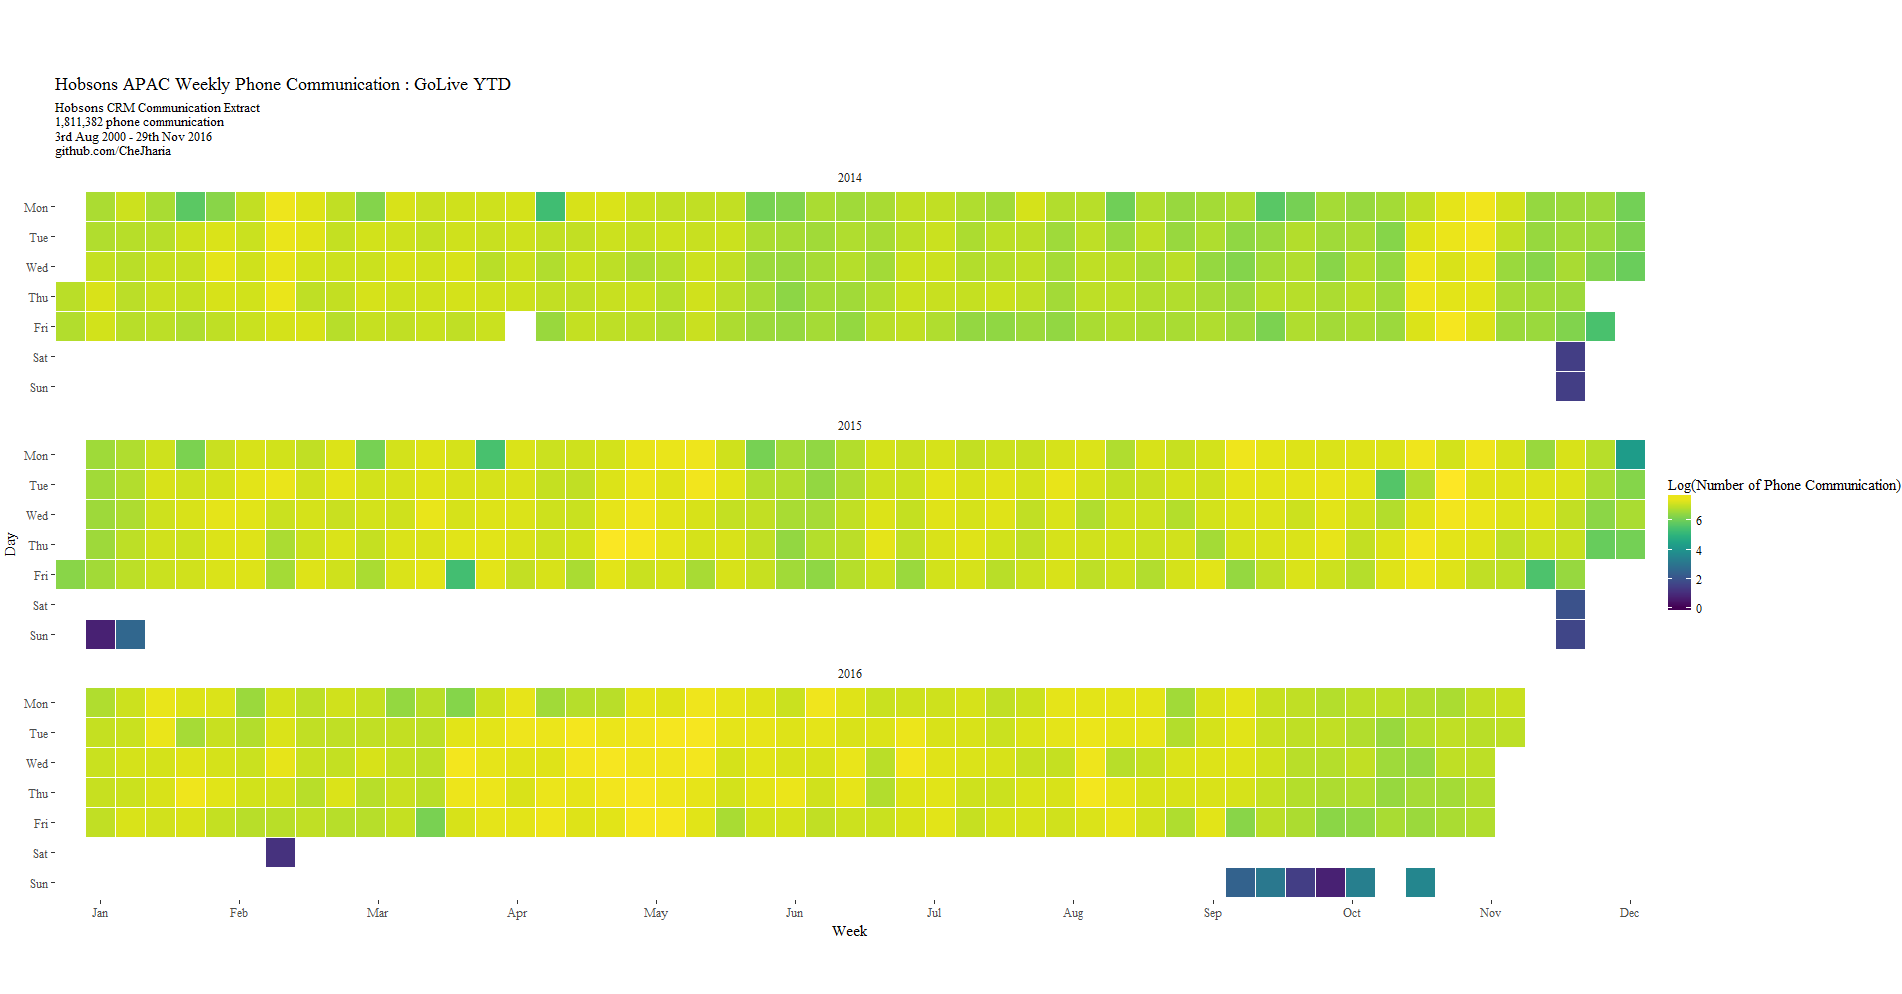 Hobsons APAC Weekly Phone Communication : GoLive YTD
Hobsons CRM Communication Extract
1,811,382 phone communication
3rd Aug 2000 - 29th Nov 2016
github.com/CheJharia
2014
Mon
Tue
Wed
Thu
Fri
Sat
Sun
2015
Mon
Tue
Wed
Thu
Fri
Sat
Sun
2016
Mon
Tue
Wed
Thu
Fri
Sat
Sun
Jan Feb Mar Apr May Jun Jul Aug Sep Oct Nov Dec
Week
Day
Log(Number of Phone Communication)
6
4
2
0